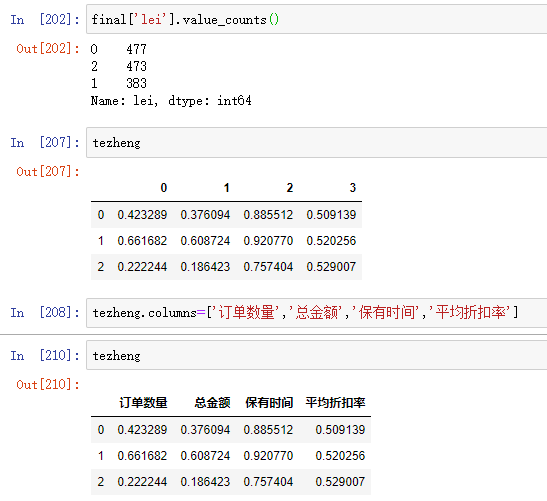 In [202]: final['lei'].value_counts()
Out[202]: 0 477
2 473
1 383
Name: lei, dtype: int64
In [207]: tezheng
Out[207]:
0 1 2 3
0 0.423289 0.376094 0.885512 0.509139
1 0.661682 0.608724 0.920770 0.520256
2 0.222244 0.186423 0.757404 0.529007
In [208]: tezheng.columns=['订单数量','总金额','保有时间','平均折扣率']
In [210]: tezheng
Out[210]:
订单数量 总金额 保有时间 平均折扣率
0 0.423289 0.376094 0.885512 0.509139
1 0.661682 0.608724 0.920770 0.520256
2 0.222244 0.186423 0.757404 0.529007